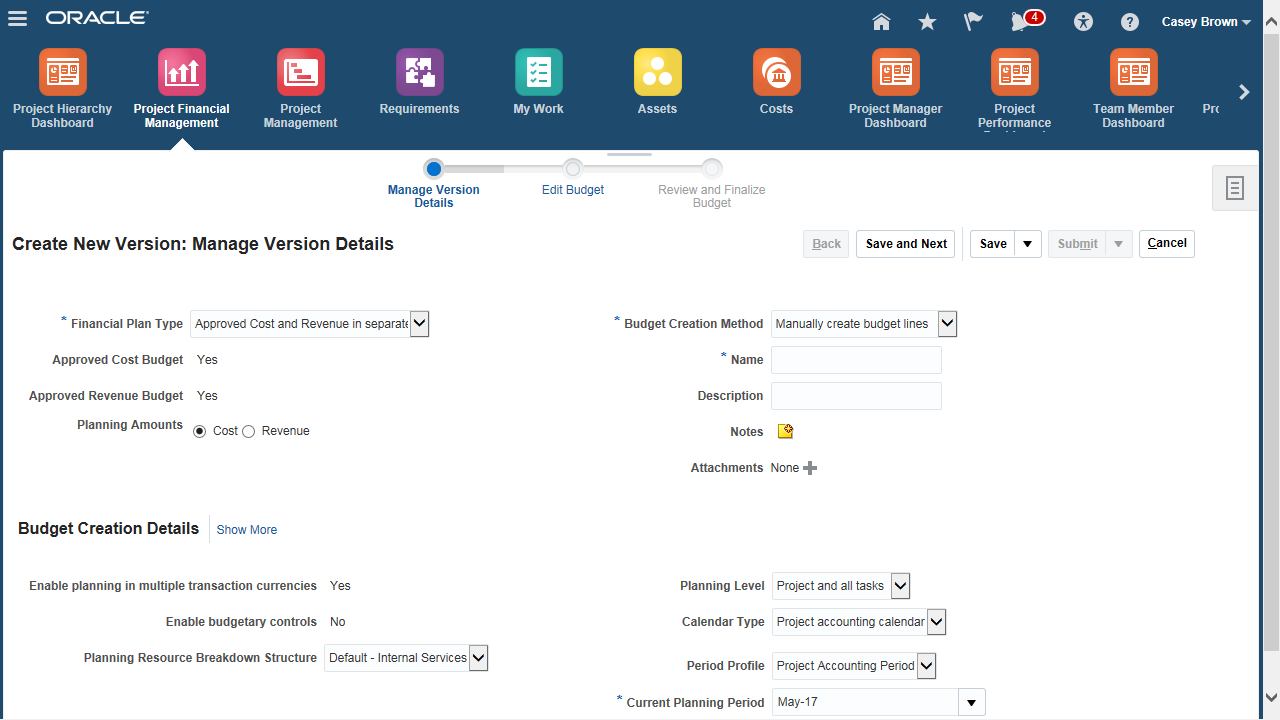 ORACLE
4
Casey Brown
Project Hierarchy
Dashboard
Project Financial
Management
Project
Management
Requirements
My Work
Assets
Costs
Project Manager
Dashboard
Project
Performance
Team Member
Dashboard
Manage Version
Details
Edit Budget
Review and Finalize
Budget
Create New Version: Manage Version Details
Back
Save and Next
Save
Submit
Cancel
* Financial Plan Type Approved Cost and Revenue in separate
Approved Cost Budget Yes
Approved Revenue Budget Yes
Planning Amounts Cost Revenue
* Budget Creation Method Manually create budget lines
* Name
Description
Notes
Attachments None
Budget Creation Details Show More
Enable planning in multiple transaction currencies Yes
Enable budgetary controls No
Planning Resource Breakdown Structure Default - Internal Services
Planning Level Project and all tasks
Calendar Type Project accounting calendar
Period Profile Project Accounting Period
* Current Planning Period May-17